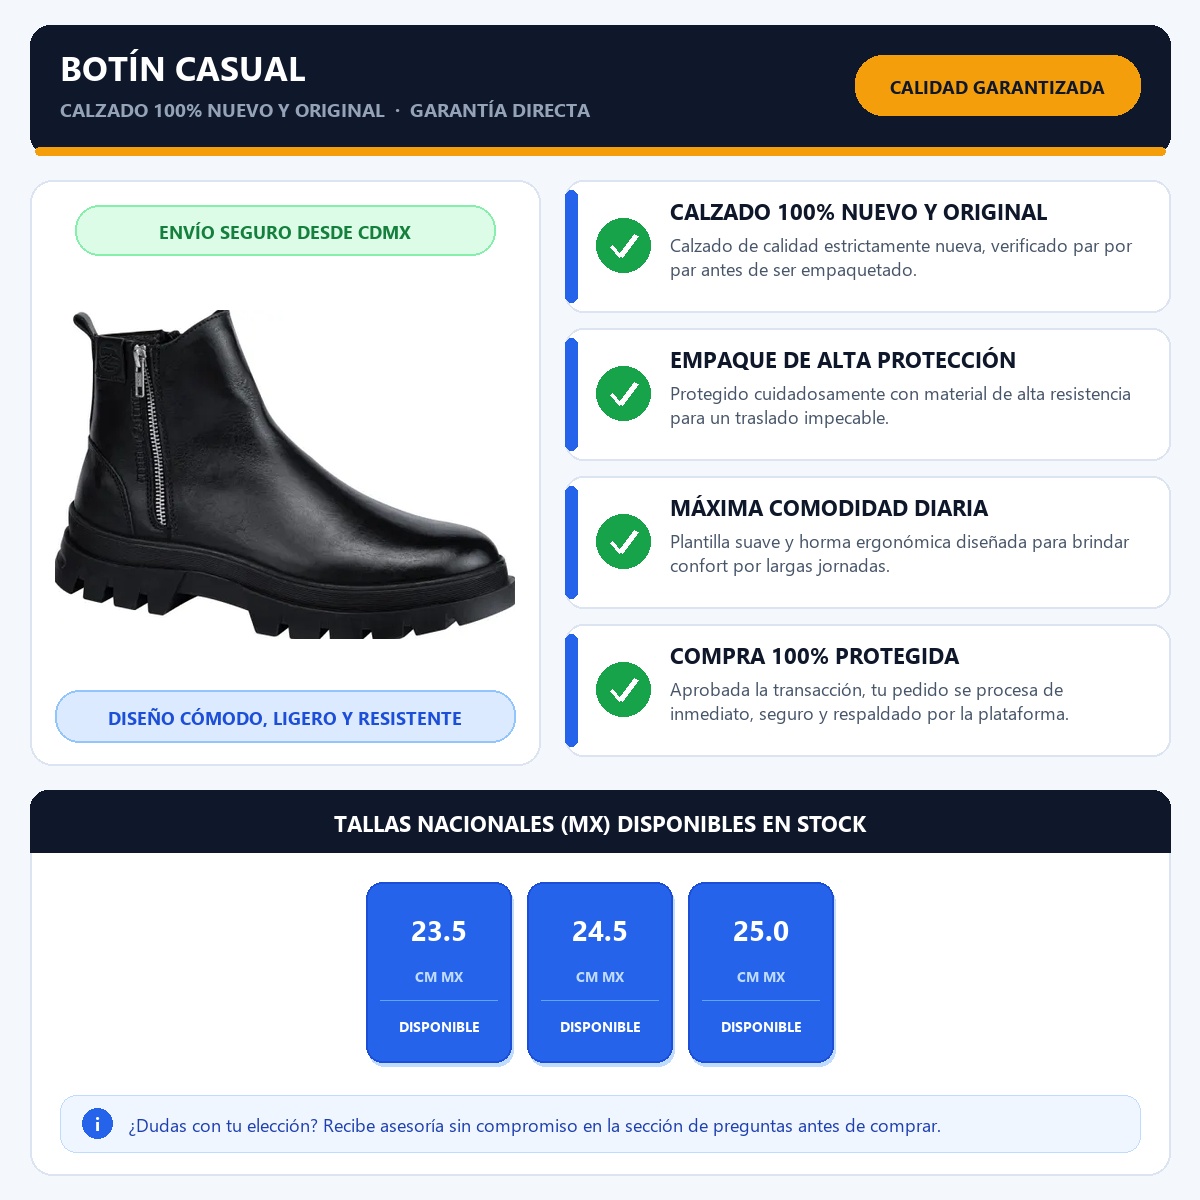 BOTÍN CASUAL
CALZADO 100% NUEVO Y ORIGINAL · GARANTÍA DIRECTA
CALIDAD GARANTIZADA
ENVÍO SEGURO DESDE CDMX
DISEÑO CÓMODO, LIGERO Y RESISTENTE
CALZADO 100% NUEVO Y ORIGINAL
Calzado de calidad estrictamente nueva, verificado par por
par antes de ser empaquetado.
EMPAQUE DE ALTA PROTECCIÓN
Protegido cuidadosamente con material de alta resistencia
para un traslado impecable.
MÁXIMA COMODIDAD DIARIA
Plantilla suave y horma ergonómica diseñada para brindar
confort por largas jornadas.
COMPRA 100% PROTEGIDA
Aprobada la transacción, tu pedido se procesa de
inmediato, seguro y respaldado por la plataforma.
TALLAS NACIONALES (MX) DISPONIBLES EN STOCK
23.5
CM MX
DISPONIBLE
24.5
CM MX
DISPONIBLE
25.0
CM MX
DISPONIBLE
¿Dudas con tu elección? Recibe asesoría sin compromiso en la sección de preguntas antes de comprar.